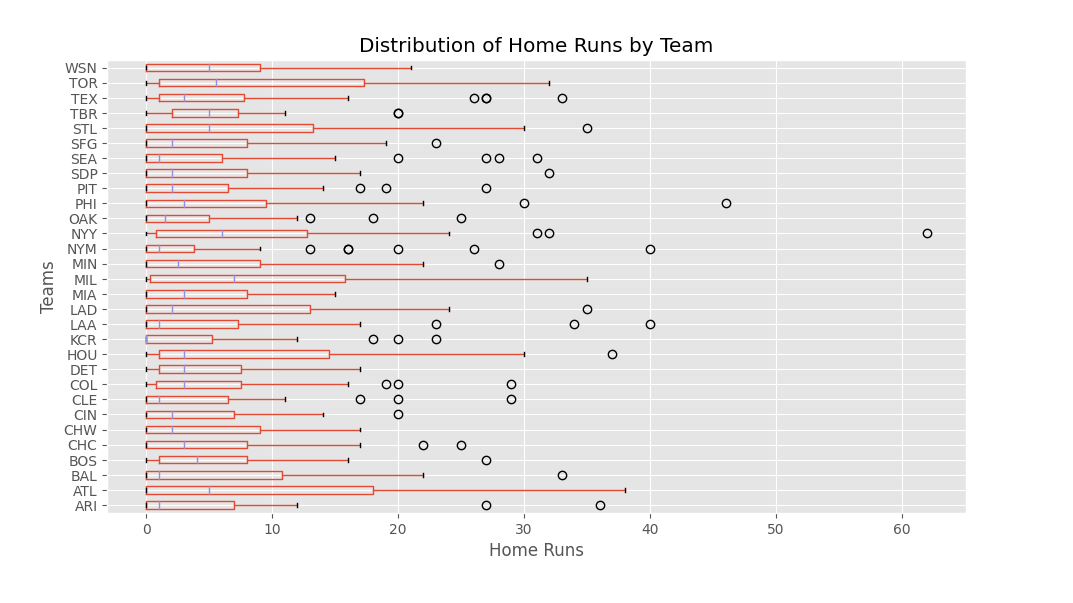 Distribution of Home Runs by Team
Teams
WSN
TOR
TEX
TBR
STL
SFG
SEA
SDP
PIT
PHI
OAK
NYY
NYM
MIN
MIL
MIA
LAD
LAA
KCR
HOU
DET
COL
CLE
CIN
CHW
CHC
BOS
BAL
ATL
ARI
0 10 20 30 40 50 60
Home Runs